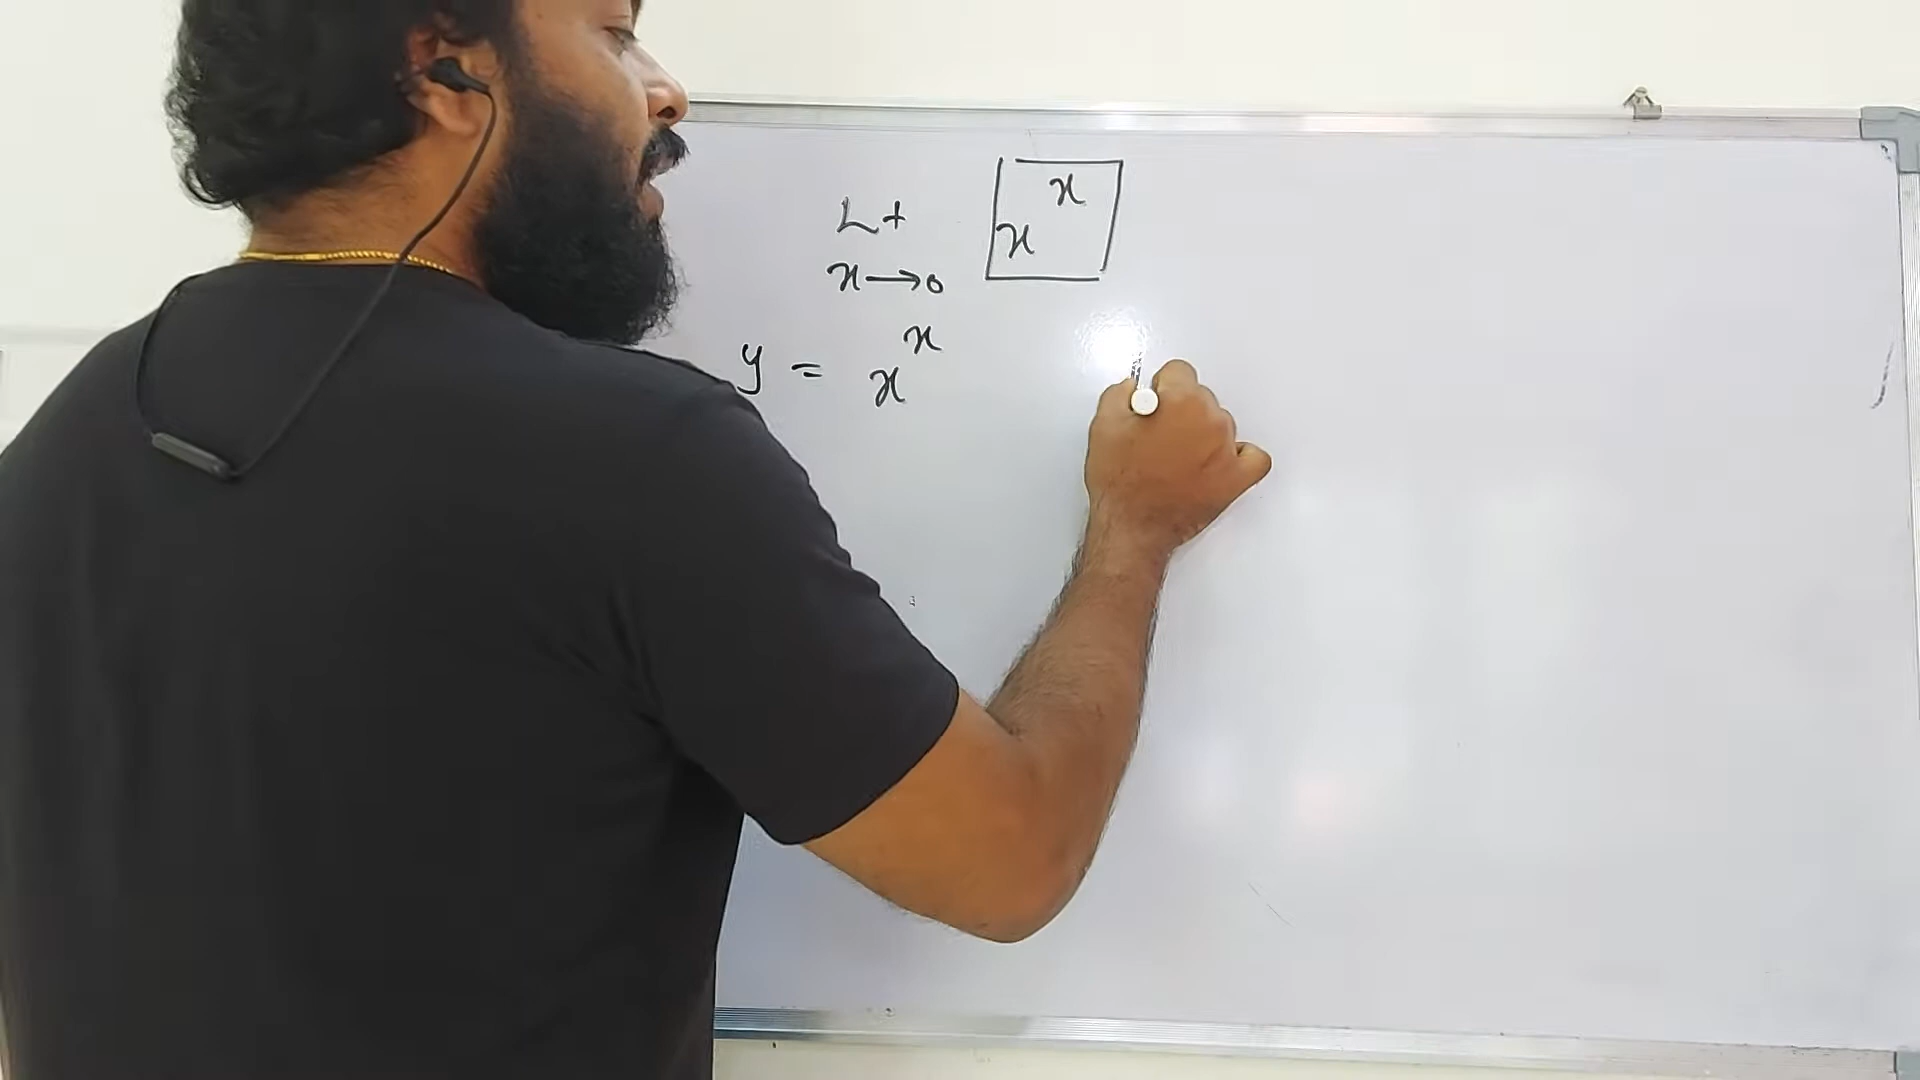 Lt x^x
x→0
y = x^x